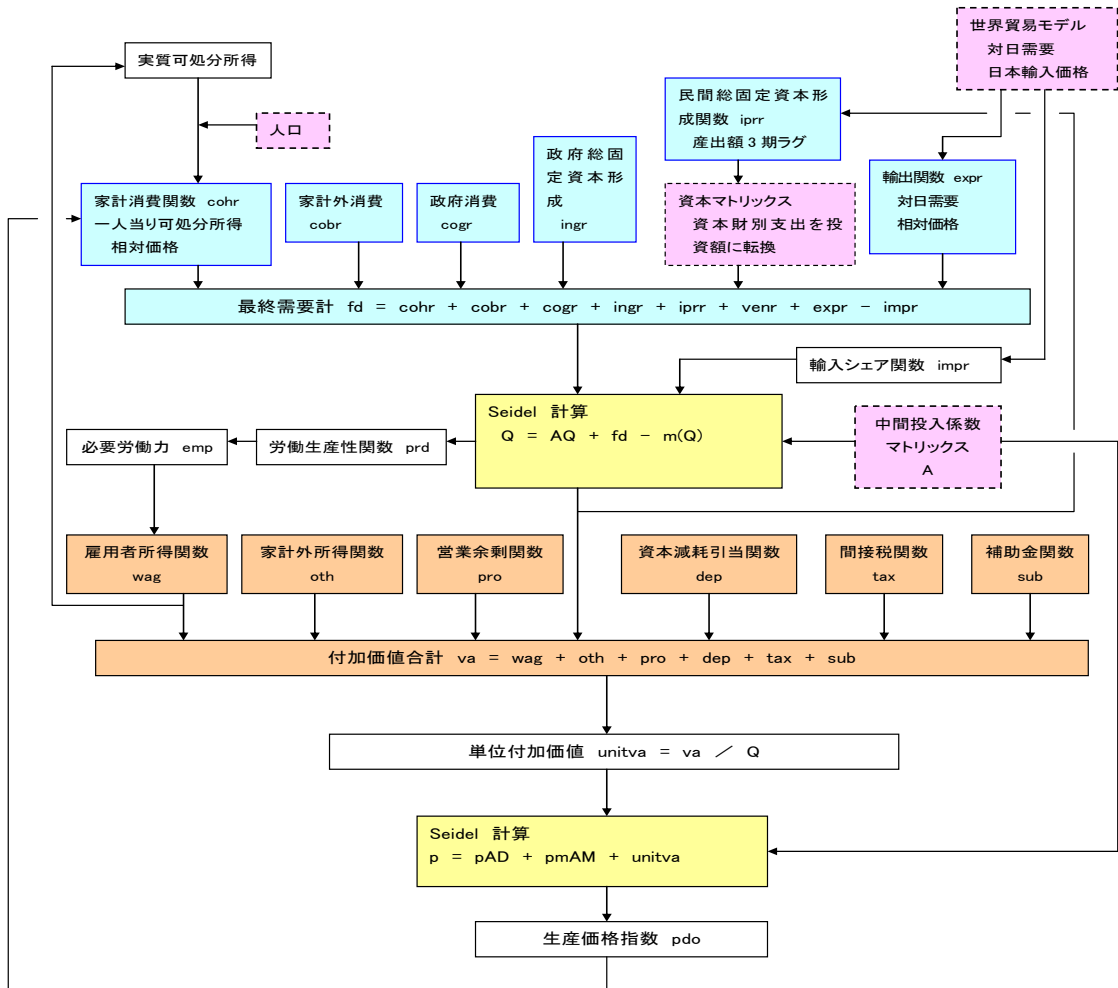 世界貿易モデル
対日需要
日本輸入価格
実質可処分所得
人口
民間総固定資本形
成関数 iprr
産出額3期ラグ
政府総固
定資本形
成
ingr
輸出関数 expr
対日需要
相対価格
家計消費関数 cohr
一人当り可処分所得
相対価格
家計外消費
cobr
政府消費
cogr
資本マトリックス
資本財別支出を投
資額に転換
最終需要計 fd = cohr + cobr + cogr + ingr + iprr + venr + expr - impr
輸入シェア関数 impr
Seidel 計算
Q = AQ + fd - m(Q)
中間投入係数
マトリックス
A
必要労働力 emp
労働生産性関数 prd
雇用者所得関数
wag
家計外所得関数
oth
営業余剰関数
pro
資本減耗引当関数
dep
間接税関数
tax
補助金関数
sub
付加価値合計 va = wag + oth + pro + dep + tax + sub
単位付加価値 unitva = va ／ Q
Seidel 計算
p = pAD + pmAM + unitva
生産価格指数 pdo